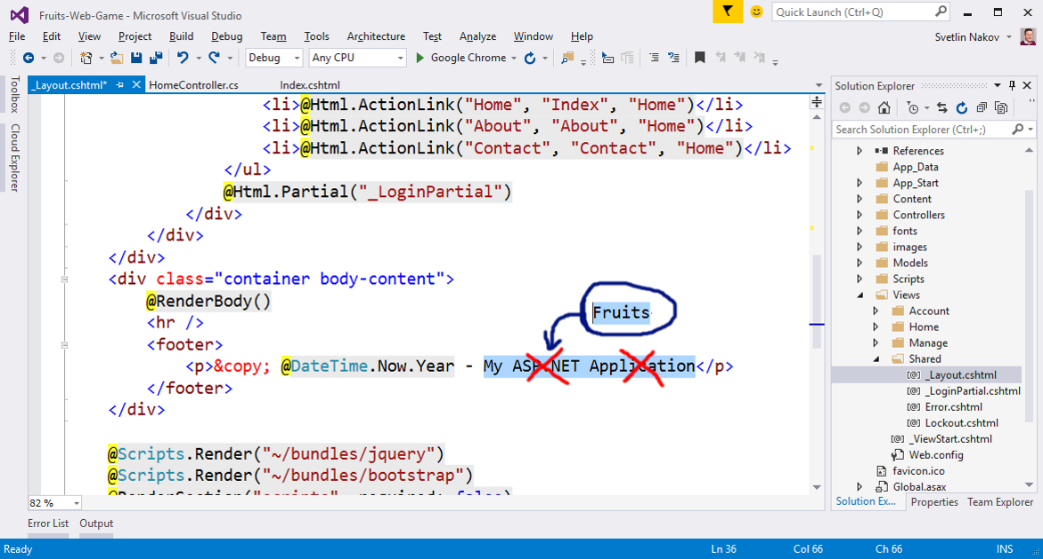 Fruits-Web-Game - Microsoft Visual Studio
Quick Launch (Ctrl+Q)
File Edit View Project Build Debug Team Tools Architecture Test Analyze Window Help
Svetlin Nakov
Debug Any CPU Google Chrome
Toolbox
Cloud Explorer
_Layout.cshtml* HomeController.cs Index.cshtml
<li>@Html.ActionLink("Home", "Index", "Home")</li>
<li>@Html.ActionLink("About", "About", "Home")</li>
<li>@Html.ActionLink("Contact", "Contact", "Home")</li>
</ul>
@Html.Partial("_LoginPartial")
</div>
</div>
</div>
<div class="container body-content">
@RenderBody()
<hr />
<footer>
Fruits
<p>&copy; @DateTime.Now.Year - My ASP.NET Application</p>
</footer>
</div>
@Scripts.Render("~/bundles/jquery")
@Scripts.Render("~/bundles/bootstrap")
@RenderSection("scripts", required: false)
82 %
Solution Explorer
Search Solution Explorer (Ctrl+;)
References
App_Data
App_Start
Content
Controllers
fonts
images
Models
Scripts
Views
Account
Home
Manage
Shared
_Layout.cshtml
_LoginPartial.cshtml
Error.cshtml
Lockout.cshtml
_ViewStart.cshtml
Web.config
favicon.ico
Global.asax
Solution Ex... Properties Team Explorer
Error List Output
Ready Ln 36 Col 66 Ch 66 INS